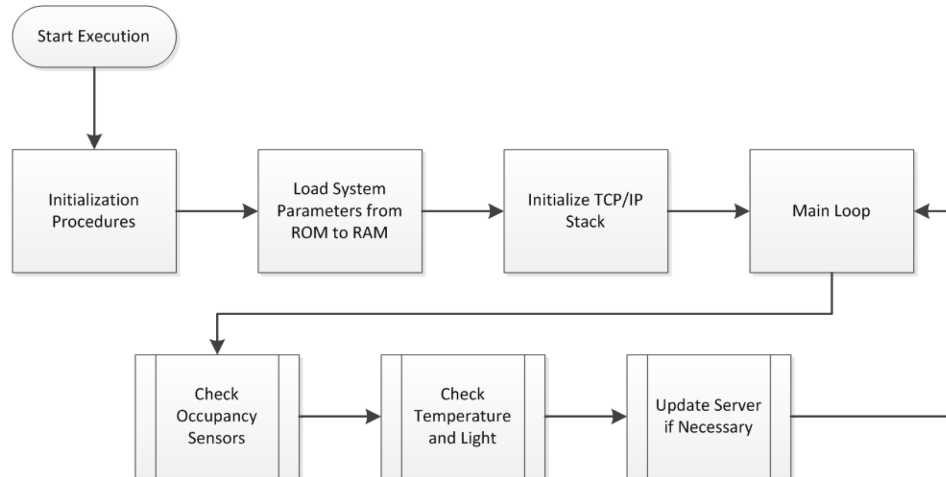 Start Execution
Initialization
Procedures
Load System
Parameters from
ROM to RAM
Initialize TCP/IP
Stack
Main Loop
Check
Occupancy
Sensors
Check
Temperature
and Light
Update Server
if Necessary